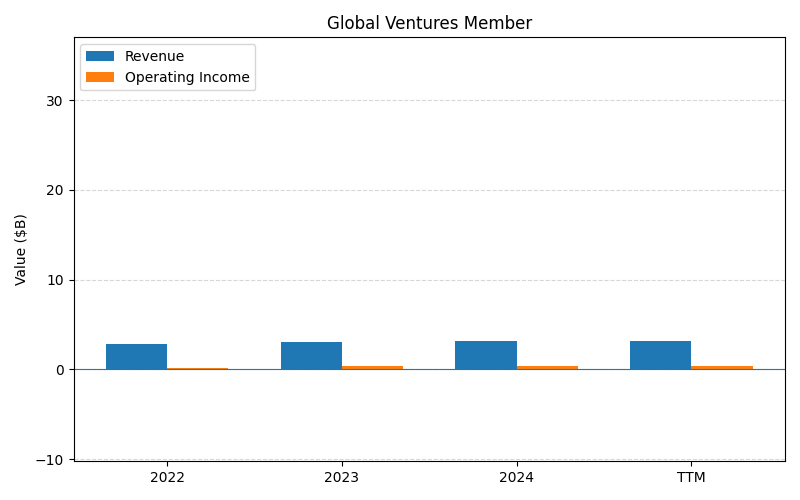 Global Ventures Member
Revenue
Operating Income
Value ($B)
30
20
10
0
−10
2022
2023
2024
TTM